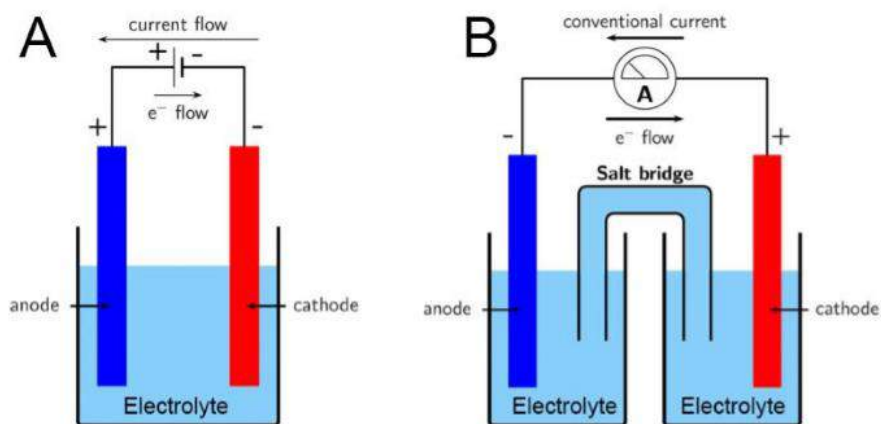 A
current flow
+ -
e⁻ flow
+ -
anode
cathode
Electrolyte
B
conventional current
A
e⁻ flow
- +
Salt bridge
anode
cathode
Electrolyte Electrolyte